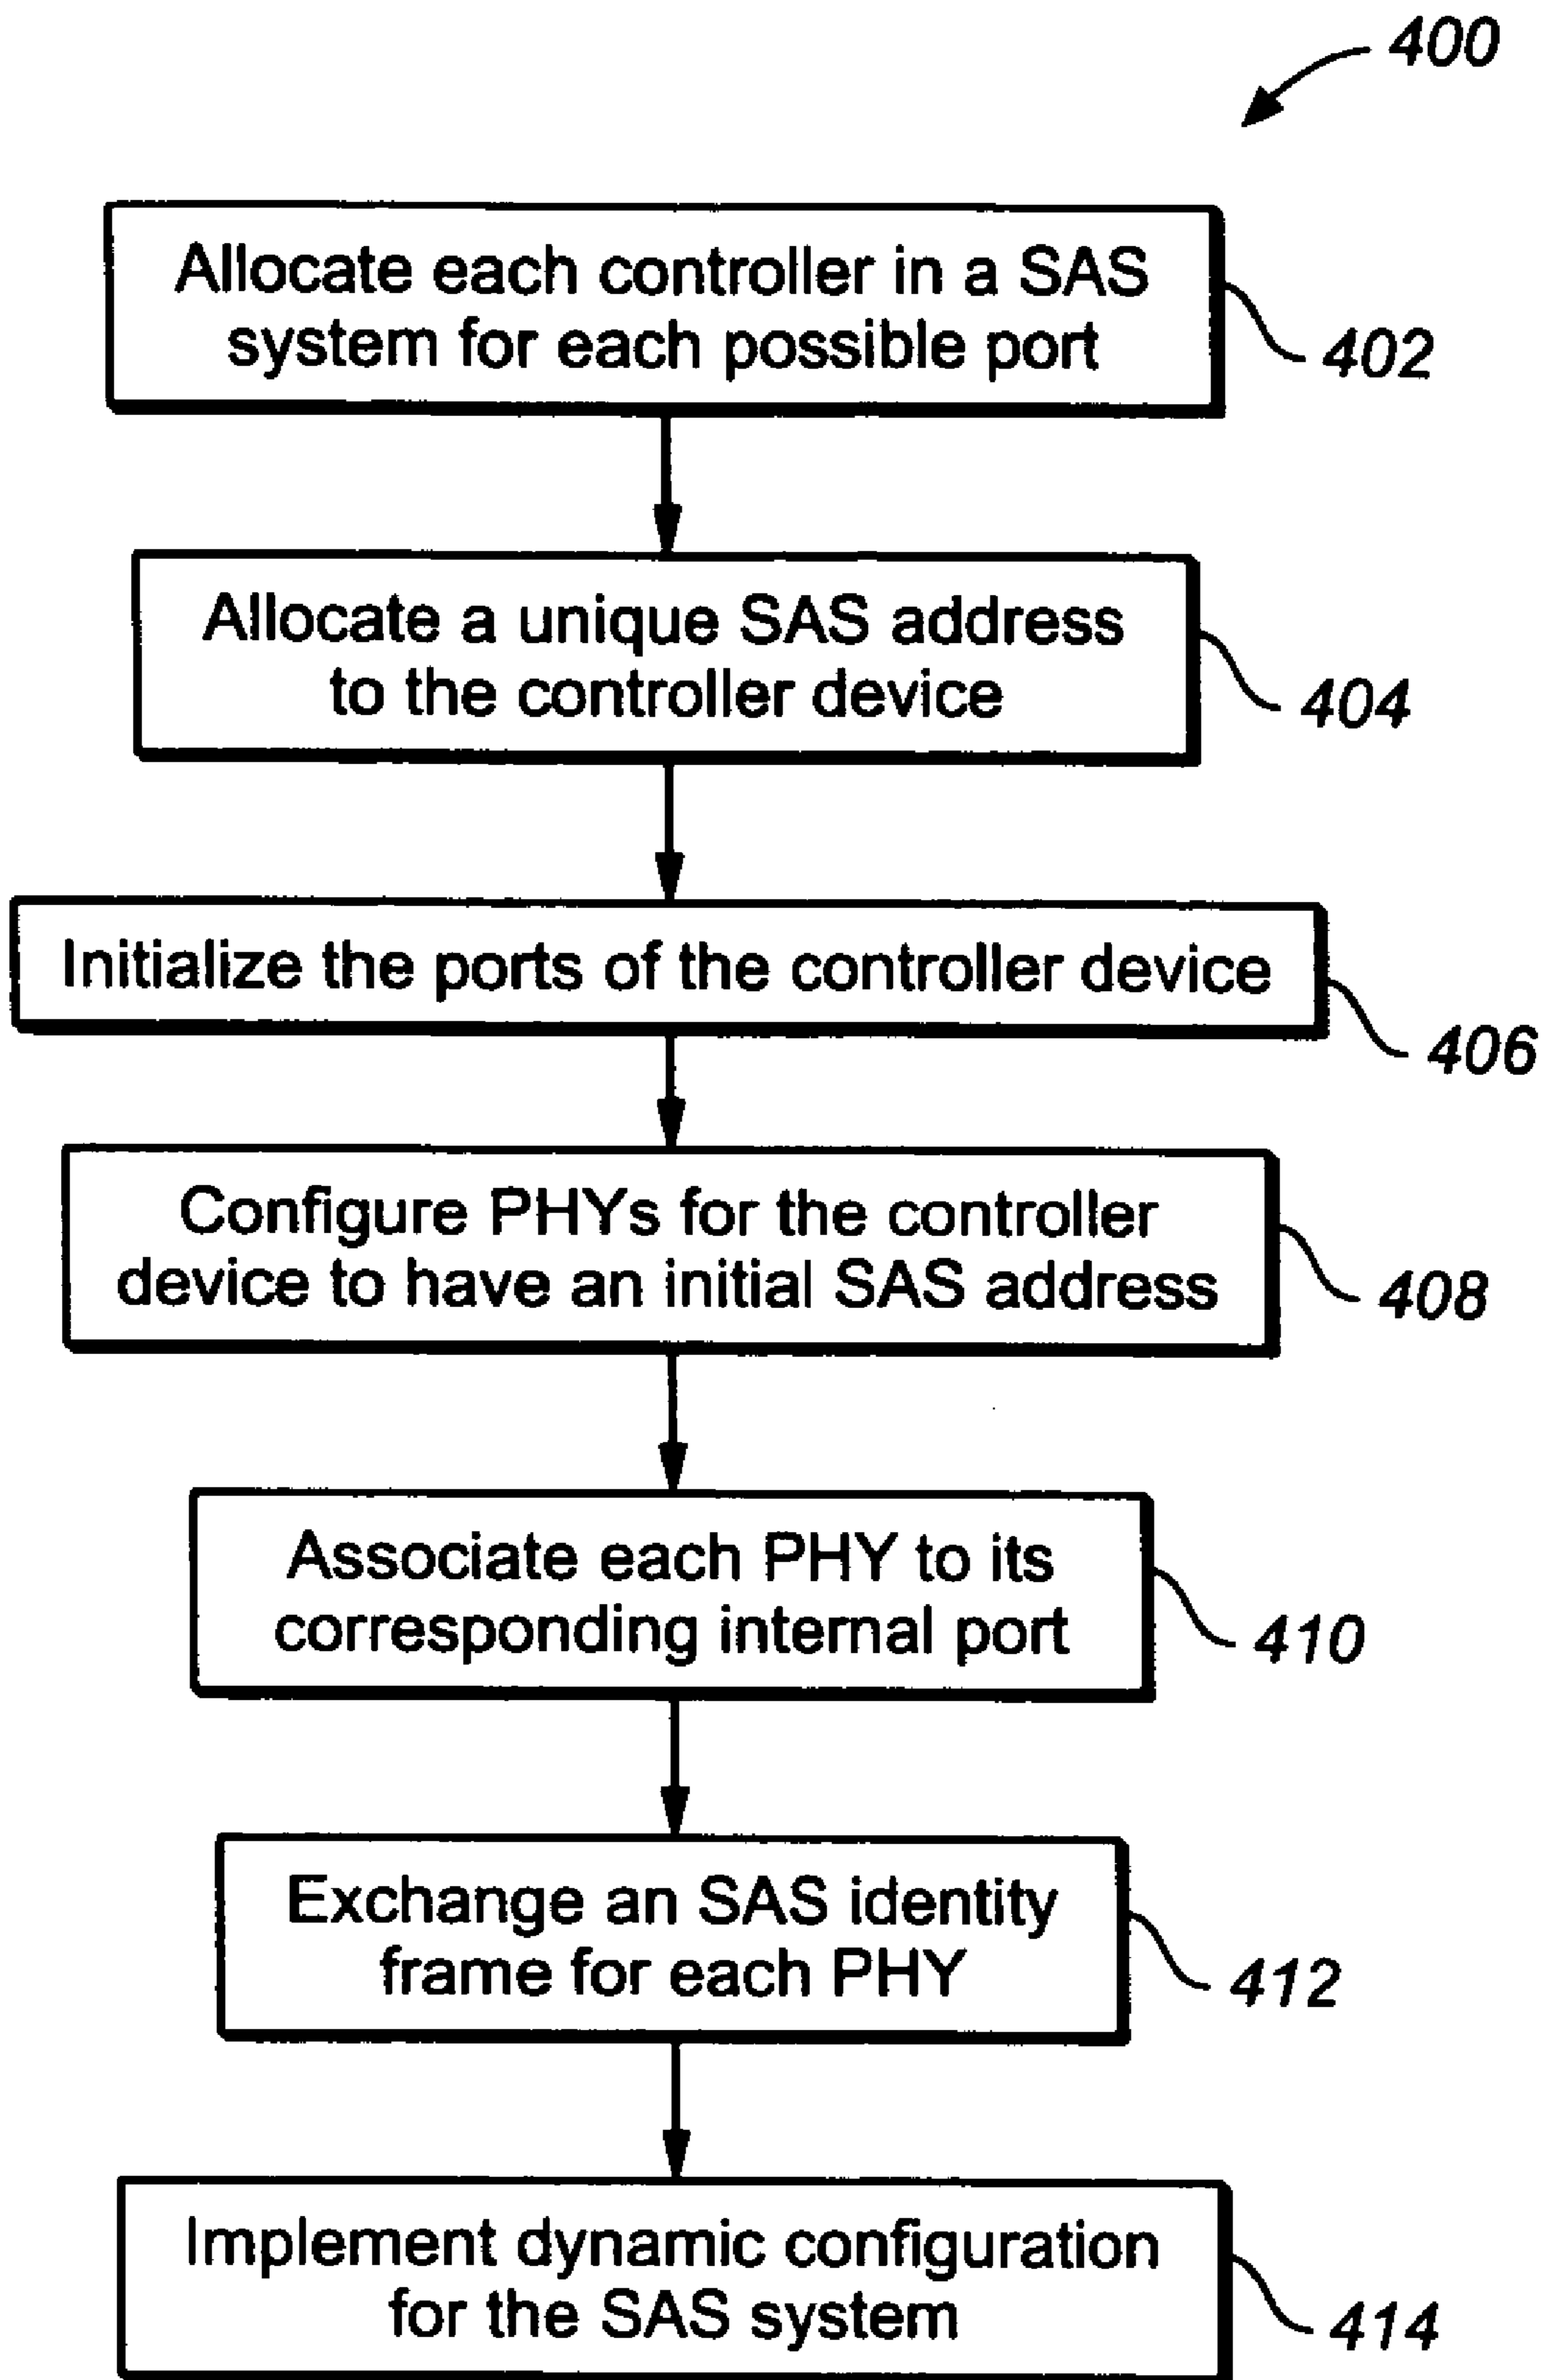 400
Allocate each controller in a SAS
system for each possible port
402
Allocate a unique SAS address
to the controller device
404
Initialize the ports of the controller device
406
Configure PHYs for the controller
device to have an initial SAS address
408
Associate each PHY to its
corresponding internal port
410
Exchange an SAS identity
frame for each PHY
412
Implement dynamic configuration
for the SAS system
414